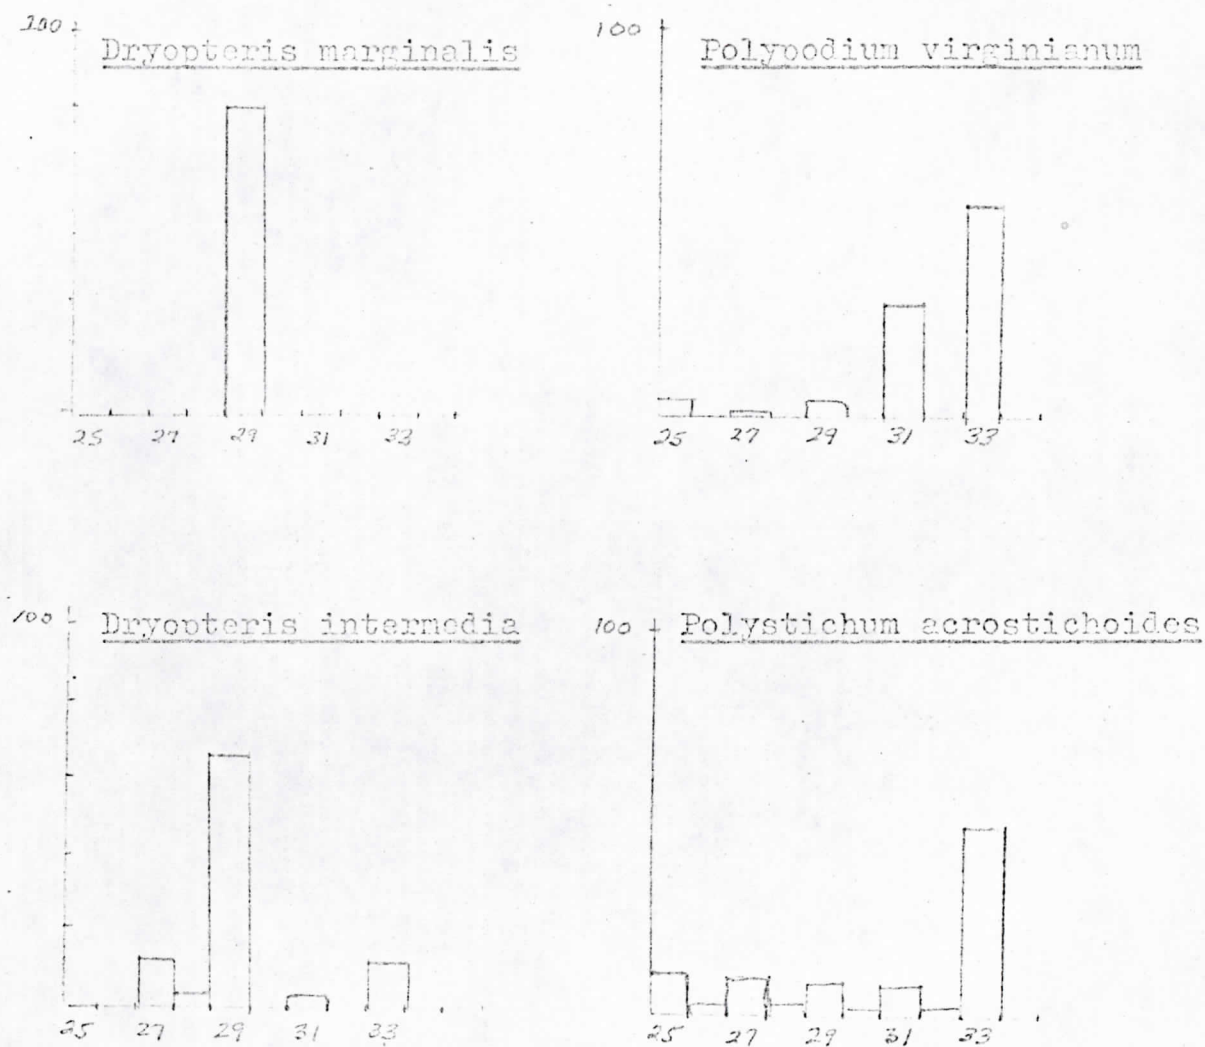 100
Dryopteris marginalis
25 27 29 31 33
100
Polypodium virginianum
25 27 29 31 33
100
Dryopteris intermedia
25 27 29 31 33
100
Polystichum acrostichoides
25 27 29 31 33